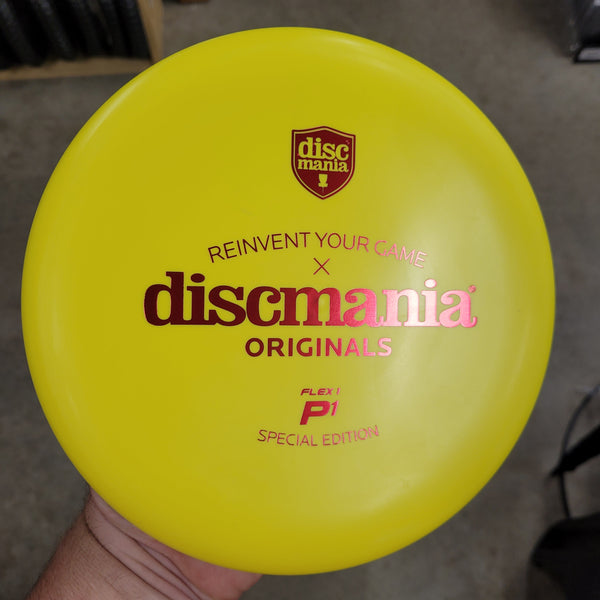 disc
mania
REINVENT YOUR GAME
X
discmania®
ORIGINALS
FLEX 1
P1
SPECIAL EDITION